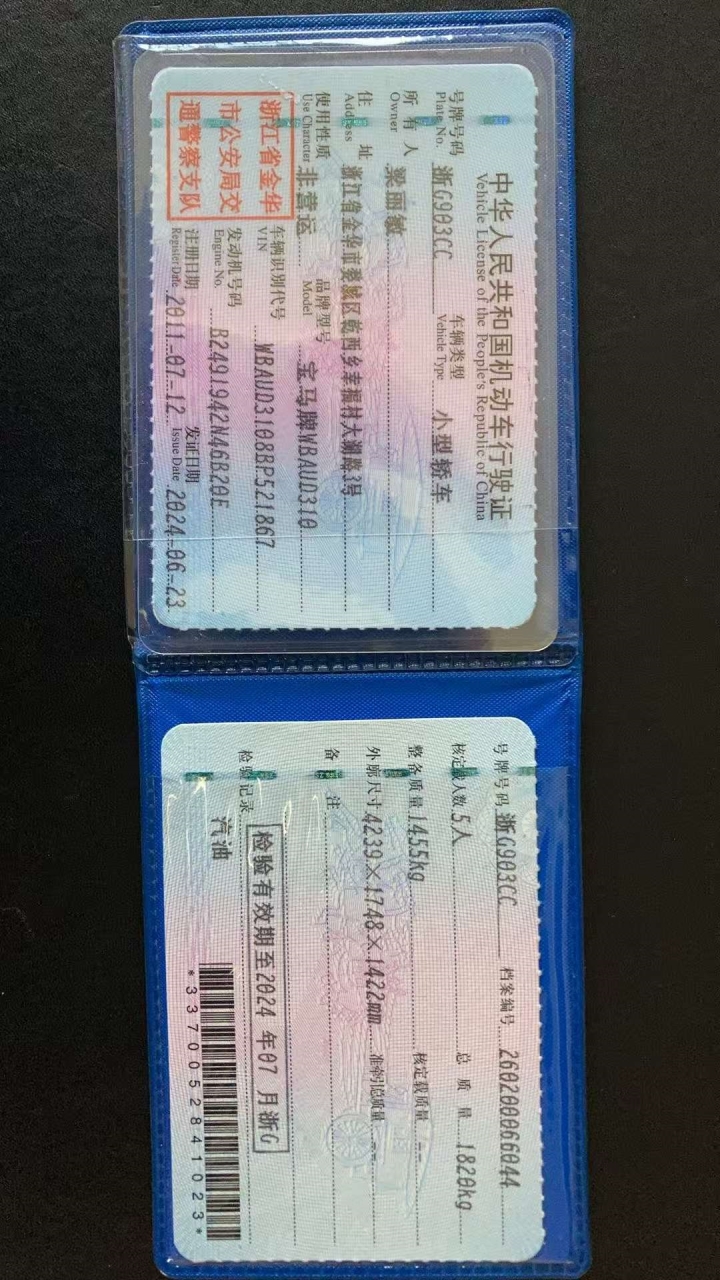 中华人民共和国机动车行驶证
Vehicle License of the People's Republic of China
号牌号码 浙G903CC 车辆类型 小型轿车
Plate No. Vehicle Type
所有人 梁丽敏
Owner
住址 浙江省金华市婺城区乾西乡幸福村大湖路3号
Address
使用性质 非营运 品牌型号 宝马牌WBAUD310
Use Character Model
车辆识别代号 WBAUD3108BP521867
VIN
发动机号码 B2491942N46B20E
Engine No.
注册日期 2011-07-12 发证日期 2024-06-23
Register Date Issue Date
浙江省金华
市公安局交
通警察支队
号牌号码 浙G903CC 档案编号 260200066044
核定载人数 5人 总质量 1820kg
整备质量 1455kg 核定载质量 --
外廓尺寸 4239×1748×1422mm 准牵引总质量 --
备注
检验有效期至2024年07月浙G
检验记录
汽油
*3370052841023*